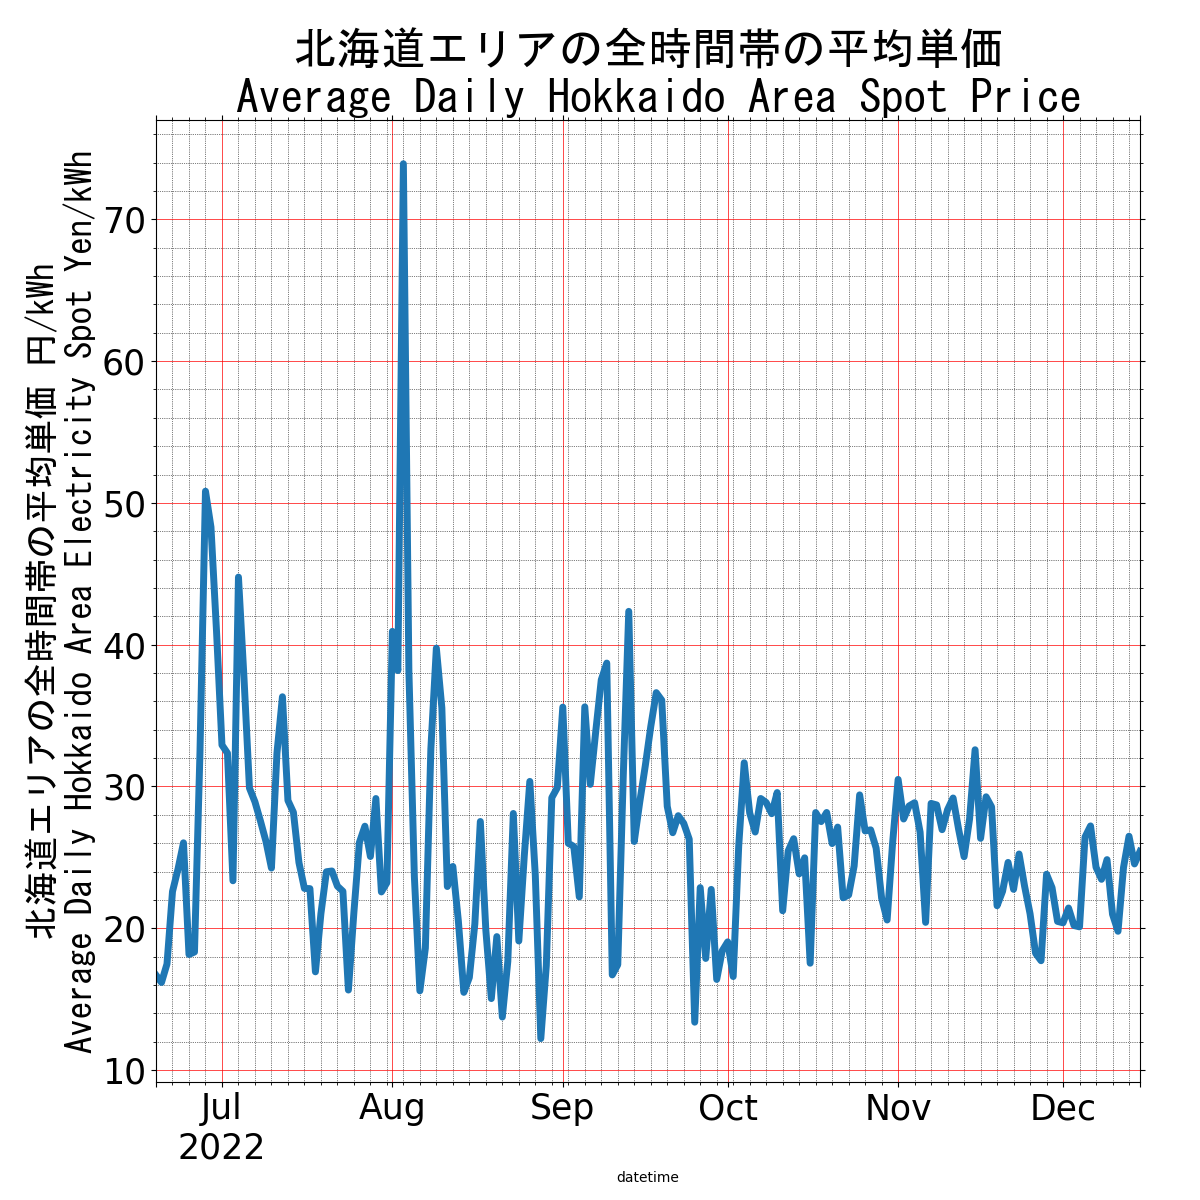 北海道エリアの全時間帯の平均単価
Average Daily Hokkaido Area Spot Price
北海道エリアの全時間帯の平均単価 円/kWh
Average Daily Hokkaido Area Electricity Spot Yen/kWh
70
60
50
40
30
20
10
Jul
2022
Aug
Sep
Oct
Nov
Dec
datetime